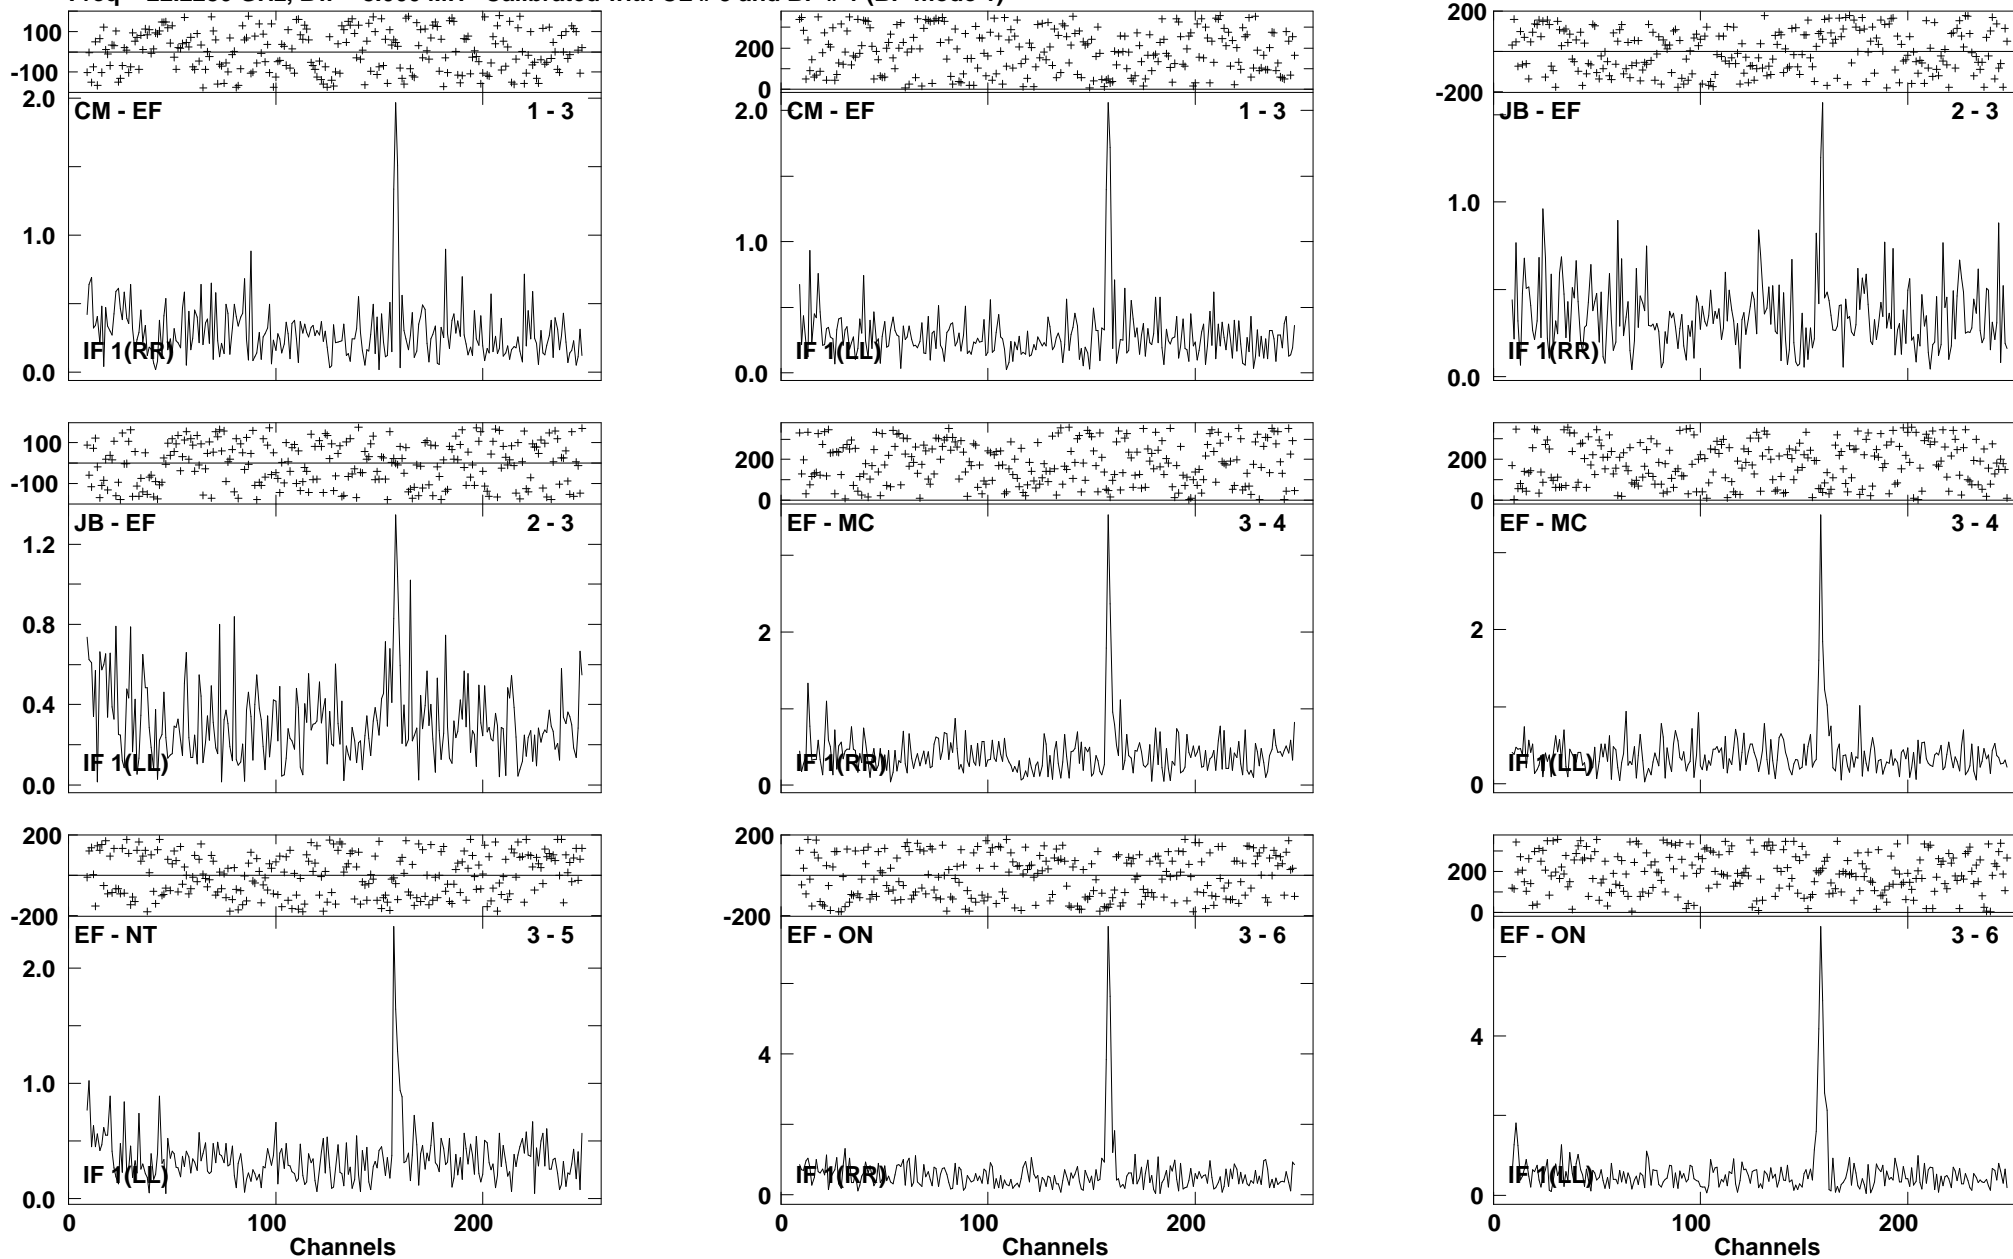 100
-100
2.0
CM - EF 1 - 3
1.0
IF 1(RR)
0.0
200
0
2.0
CM - EF 1 - 3
1.0
IF 1(LL)
0.0
200
-200
JB - EF 2 - 3
1.0
IF 1(RR)
0.0
100
-100
JB - EF 2 - 3
1.2
0.8
0.4
IF 1(LL)
0.0
200
0
EF - MC 3 - 4
2
IF 1(RR)
0
200
0
EF - MC 3 - 4
2
IF 1(LL)
0
200
-200
EF - NT 3 - 5
2.0
1.0
IF 1(LL)
0.0
0 100 200
Channels
200
-200
EF - ON 3 - 6
4
IF 1(RR)
0
0 100 200
Channels
200
0
EF - ON 3 - 6
4
IF 1(LL)
0
0 100 200
Channels